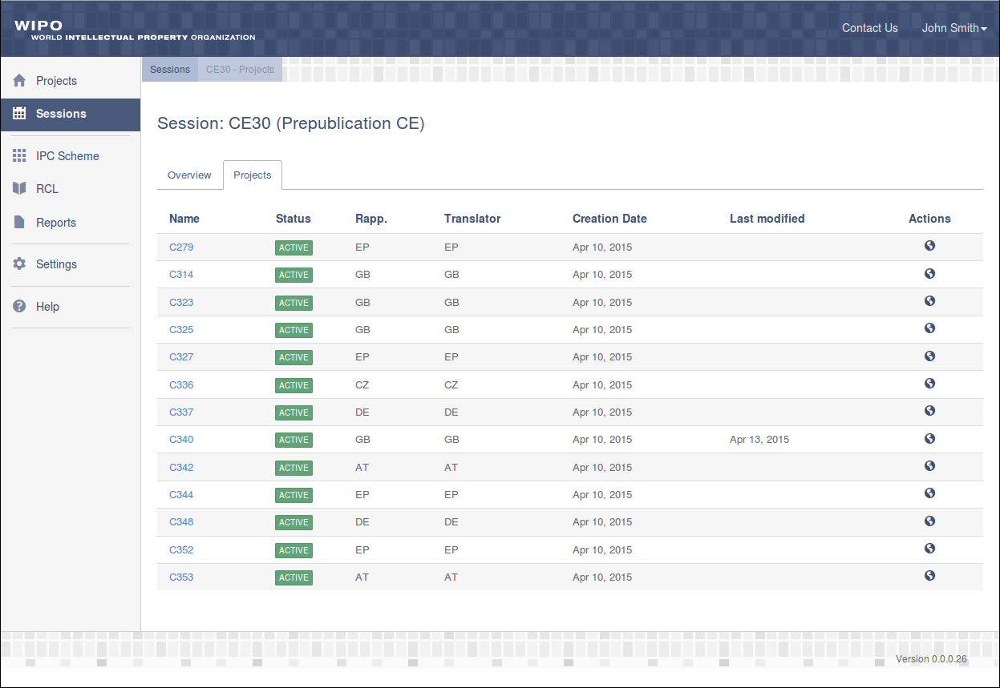 WIPO
WORLD INTELLECTUAL PROPERTY ORGANIZATION
Contact Us John Smith
Projects
Sessions
IPC Scheme
RCL
Reports
Settings
Help
Sessions CE30 - Projects
Session: CE30 (Prepublication CE)
Overview Projects
Name Status Rapp. Translator Creation Date Last modified Actions
C279 ACTIVE EP EP Apr 10, 2015
C314 ACTIVE GB GB Apr 10, 2015
C323 ACTIVE GB GB Apr 10, 2015
C325 ACTIVE GB GB Apr 10, 2015
C327 ACTIVE EP EP Apr 10, 2015
C336 ACTIVE CZ CZ Apr 10, 2015
C337 ACTIVE DE DE Apr 10, 2015
C340 ACTIVE GB GB Apr 10, 2015 Apr 13, 2015
C342 ACTIVE AT AT Apr 10, 2015
C344 ACTIVE EP EP Apr 10, 2015
C348 ACTIVE DE DE Apr 10, 2015
C352 ACTIVE EP EP Apr 10, 2015
C353 ACTIVE AT AT Apr 10, 2015
Version 0.0.0.26